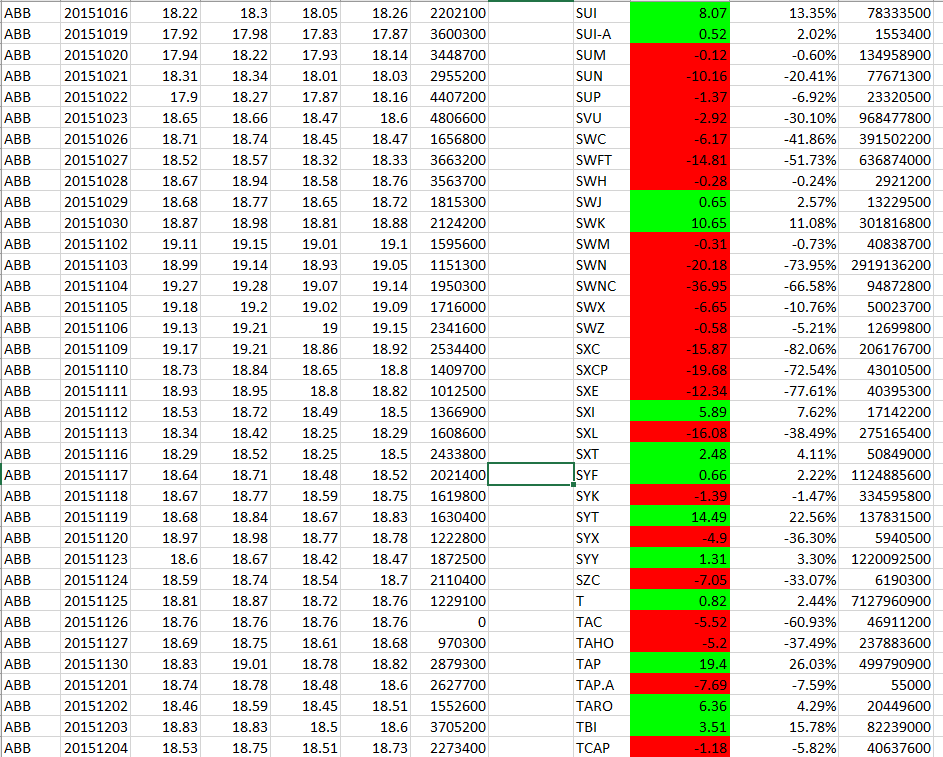 ABB 20151016 18.22 18.3 18.05 18.26 2202100 SUI 8.07 13.35% 78333500
ABB 20151019 17.92 17.98 17.83 17.87 3600300 SUI-A 0.52 2.02% 1553400
ABB 20151020 17.94 18.22 17.93 18.14 3448700 SUM -0.12 -0.60% 134958900
ABB 20151021 18.31 18.34 18.01 18.03 2955200 SUN -10.16 -20.41% 77671300
ABB 20151022 17.9 18.27 17.87 18.16 4407200 SUP -1.37 -6.92% 23320500
ABB 20151023 18.65 18.66 18.47 18.6 4806600 SVU -2.92 -30.10% 968477800
ABB 20151026 18.71 18.74 18.45 18.47 1656800 SWC -6.17 -41.86% 391502200
ABB 20151027 18.52 18.57 18.32 18.33 3663200 SWFT -14.81 -51.73% 636874000
ABB 20151028 18.67 18.94 18.58 18.76 3563700 SWH -0.28 -0.24% 2921200
ABB 20151029 18.68 18.77 18.65 18.72 1815300 SWJ 0.65 2.57% 13229500
ABB 20151030 18.87 18.98 18.81 18.88 2124200 SWK 10.65 11.08% 301816800
ABB 20151102 19.11 19.15 19.01 19.1 1595600 SWM -0.31 -0.73% 40838700
ABB 20151103 18.99 19.14 18.93 19.05 1151300 SWN -20.18 -73.95% 2919136200
ABB 20151104 19.27 19.28 19.07 19.14 1950300 SWNC -36.95 -66.58% 94872800
ABB 20151105 19.18 19.2 19.02 19.09 1716000 SWX -6.65 -10.76% 50023700
ABB 20151106 19.13 19.21 19 19.15 2341600 SWZ -0.58 -5.21% 12699800
ABB 20151109 19.17 19.21 18.86 18.92 2534400 SXC -15.87 -82.06% 206176700
ABB 20151110 18.73 18.84 18.65 18.8 1409700 SXCP -19.68 -72.54% 43010500
ABB 20151111 18.93 18.95 18.8 18.82 1012500 SXE -12.34 -77.61% 40395300
ABB 20151112 18.53 18.72 18.49 18.5 1366900 SXI 5.89 7.62% 17142200
ABB 20151113 18.34 18.42 18.25 18.29 1608600 SXL -16.08 -38.49% 275165400
ABB 20151116 18.29 18.52 18.25 18.5 2433800 SXT 2.48 4.11% 50849000
ABB 20151117 18.64 18.71 18.48 18.52 2021400 SYF 0.66 2.22% 1124885600
ABB 20151118 18.67 18.77 18.59 18.75 1619800 SYK -1.39 -1.47% 334595800
ABB 20151119 18.68 18.84 18.67 18.83 1630400 SYT 14.49 22.56% 137831500
ABB 20151120 18.97 18.98 18.77 18.78 1222800 SYX -4.9 -36.30% 5940500
ABB 20151123 18.6 18.67 18.42 18.47 1872500 SYY 1.31 3.30% 1220092500
ABB 20151124 18.59 18.74 18.54 18.7 2110400 SZC -7.05 -33.07% 6190300
ABB 20151125 18.81 18.87 18.72 18.76 1229100 T 0.82 2.44% 7127960900
ABB 20151126 18.76 18.76 18.76 18.76 0 TAC -5.52 -60.93% 46911200
ABB 20151127 18.69 18.75 18.61 18.68 970300 TAHO -5.2 -37.49% 237883600
ABB 20151130 18.83 19.01 18.78 18.82 2879300 TAP 19.4 26.03% 499790900
ABB 20151201 18.74 18.78 18.48 18.6 2627700 TAP.A -7.69 -7.59% 55000
ABB 20151202 18.46 18.59 18.45 18.51 1552600 TARO 6.36 4.29% 20449600
ABB 20151203 18.83 18.83 18.5 18.6 3705200 TBI 3.51 15.78% 82239000
ABB 20151204 18.53 18.75 18.51 18.73 2273400 TCAP -1.18 -5.82% 40637600